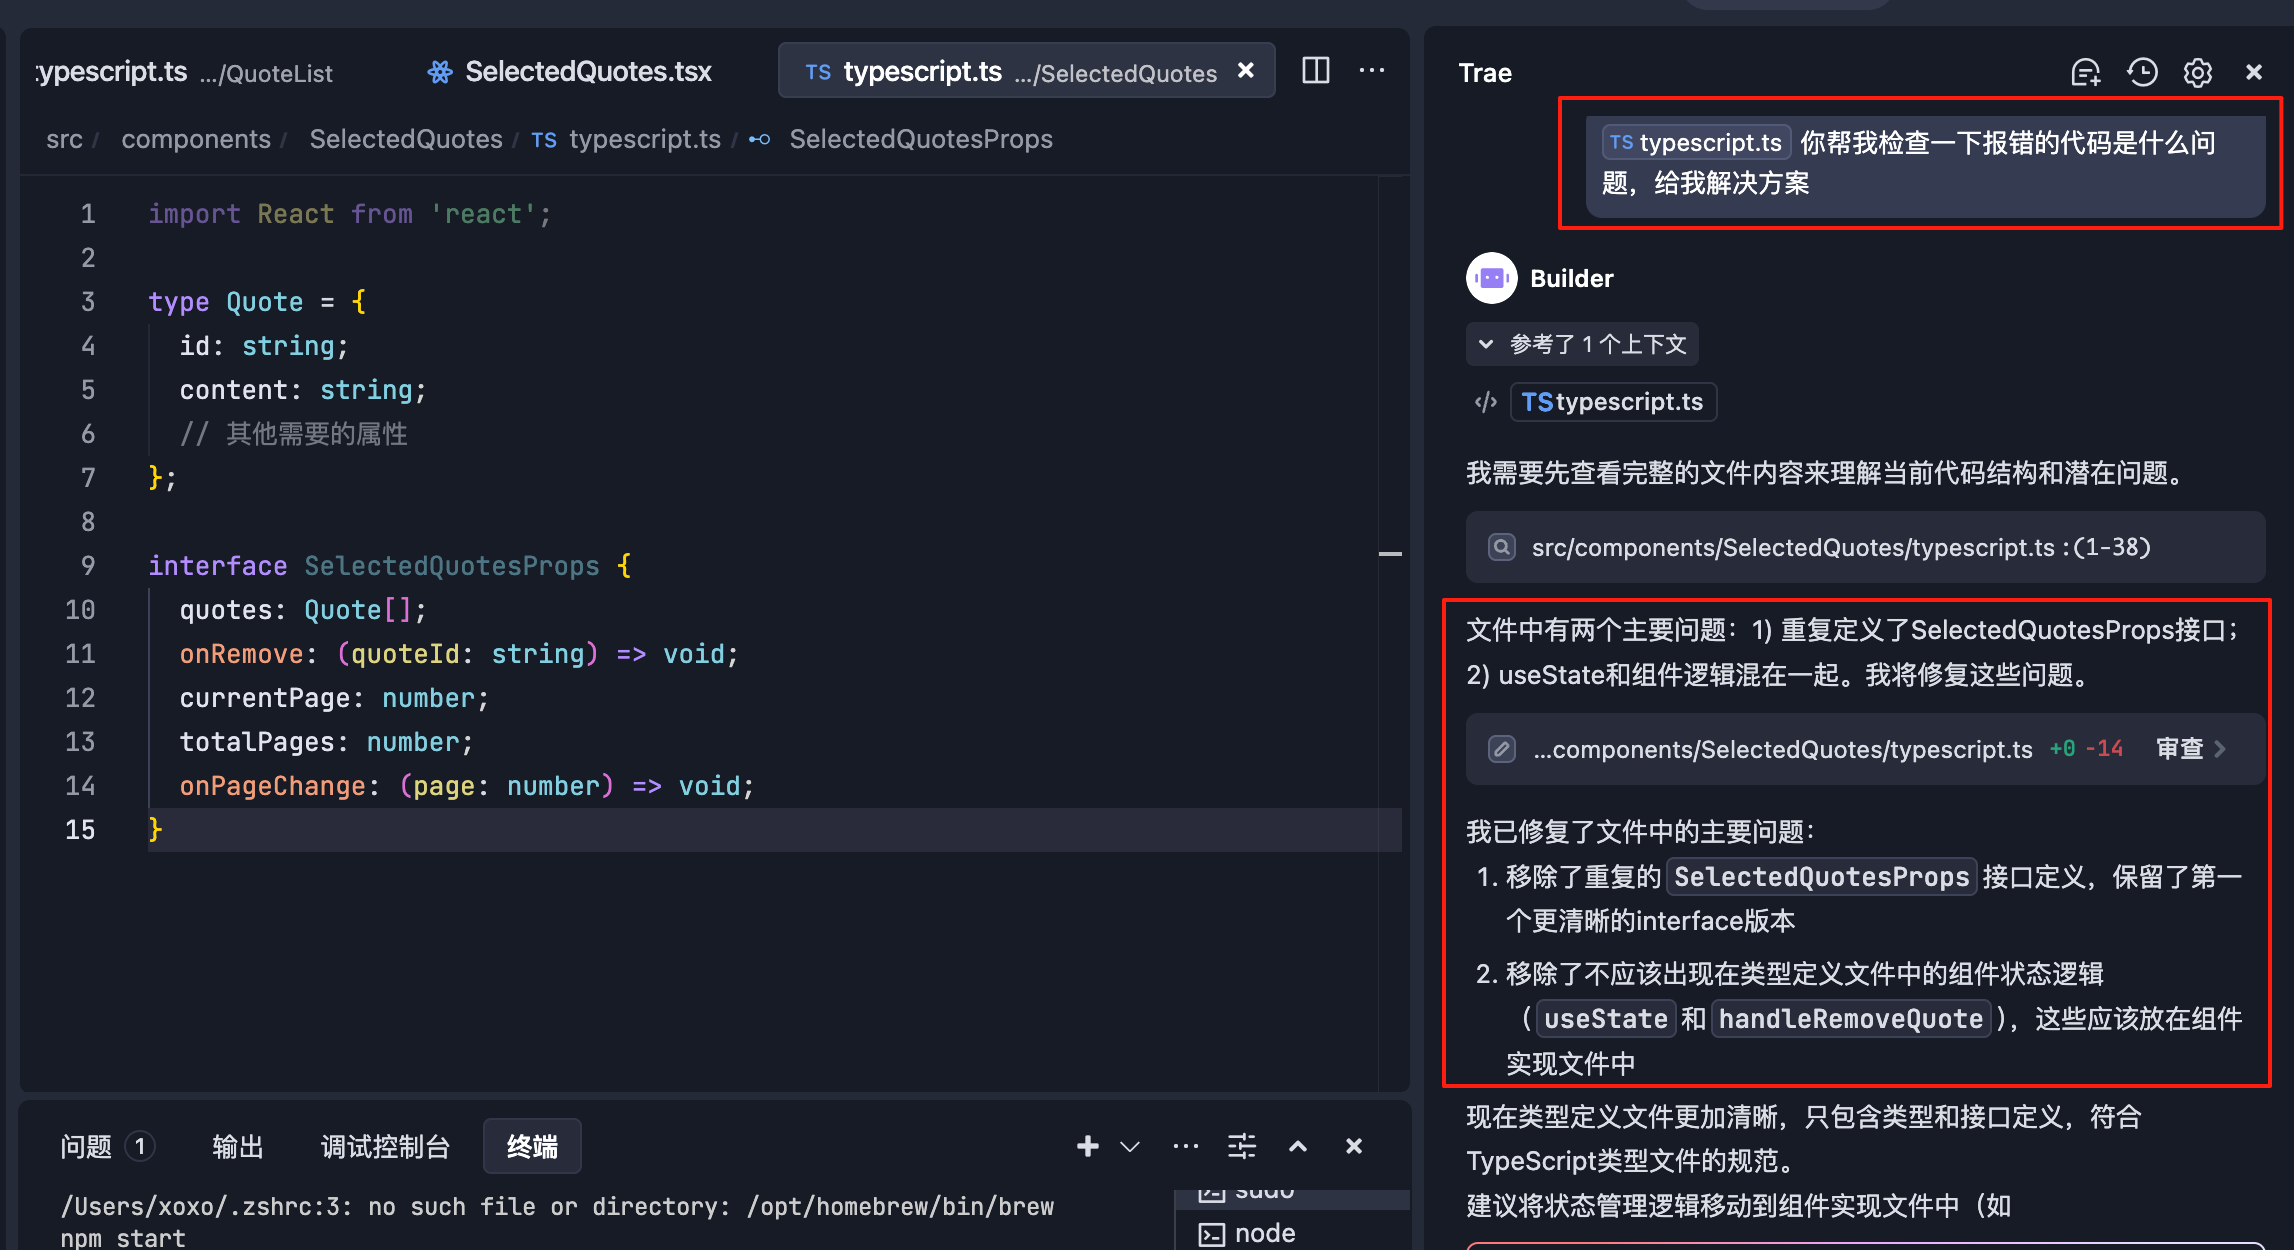 typescript.ts .../QuoteList
SelectedQuotes.tsx
TS typescript.ts .../SelectedQuotes
src / components / SelectedQuotes / TS typescript.ts / SelectedQuotesProps
1 import React from 'react';
2
3 type Quote = {
4 id: string;
5 content: string;
6 // 其他需要的属性
7 };
8
9 interface SelectedQuotesProps {
10 quotes: Quote[];
11 onRemove: (quoteId: string) => void;
12 currentPage: number;
13 totalPages: number;
14 onPageChange: (page: number) => void;
15 }
问题 1 输出 调试控制台 终端
/Users/xoxo/.zshrc:3: no such file or directory: /opt/homebrew/bin/brew
npm start
sudo
node
Trae
TS typescript.ts 你帮我检查一下报错的代码是什么问
题，给我解决方案
Builder
参考了 1 个上下文
</> TS typescript.ts
我需要先查看完整的文件内容来理解当前代码结构和潜在问题。
src/components/SelectedQuotes/typescript.ts :(1-38)
文件中有两个主要问题：1) 重复定义了SelectedQuotesProps接口；
2) useState和组件逻辑混在一起。我将修复这些问题。
...components/SelectedQuotes/typescript.ts +0 -14 审查
我已修复了文件中的主要问题：
1. 移除了重复的 SelectedQuotesProps 接口定义，保留了第一
个更清晰的interface版本
2. 移除了不应该出现在类型定义文件中的组件状态逻辑
（ useState 和 handleRemoveQuote ），这些应该放在组件
实现文件中
现在类型定义文件更加清晰，只包含类型和接口定义，符合
TypeScript类型文件的规范。
建议将状态管理逻辑移动到组件实现文件中（如